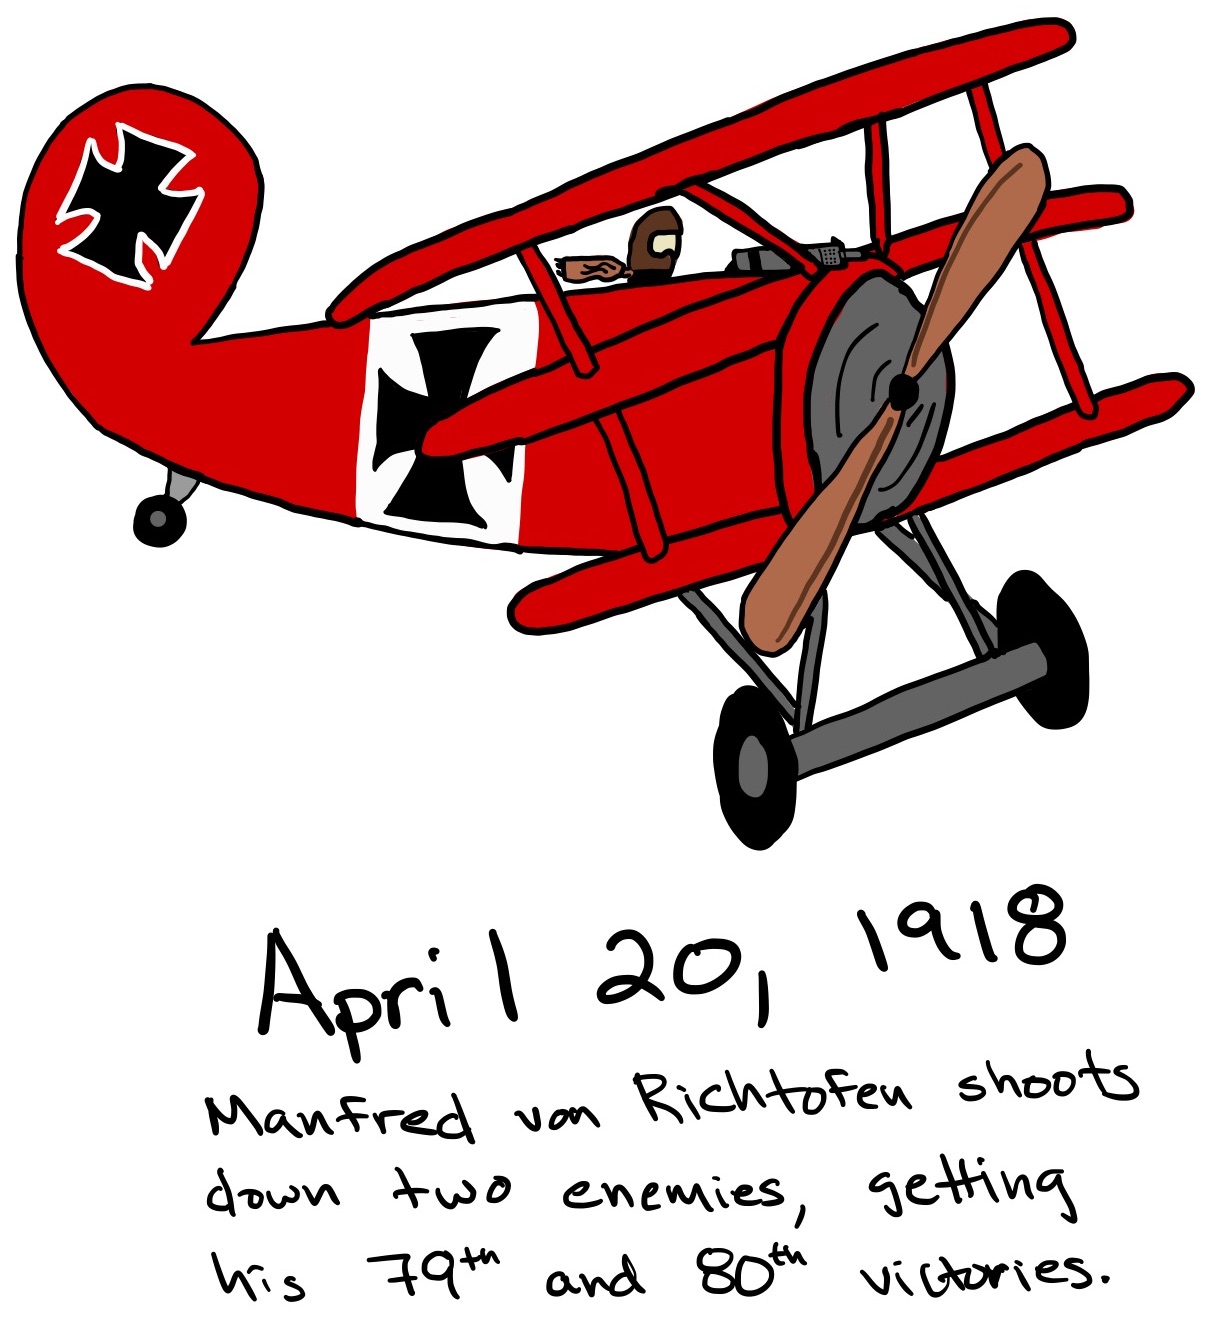 April 20, 1918
Manfred von Richtofen shoots
down two enemies, getting
his 79th and 80th victories.